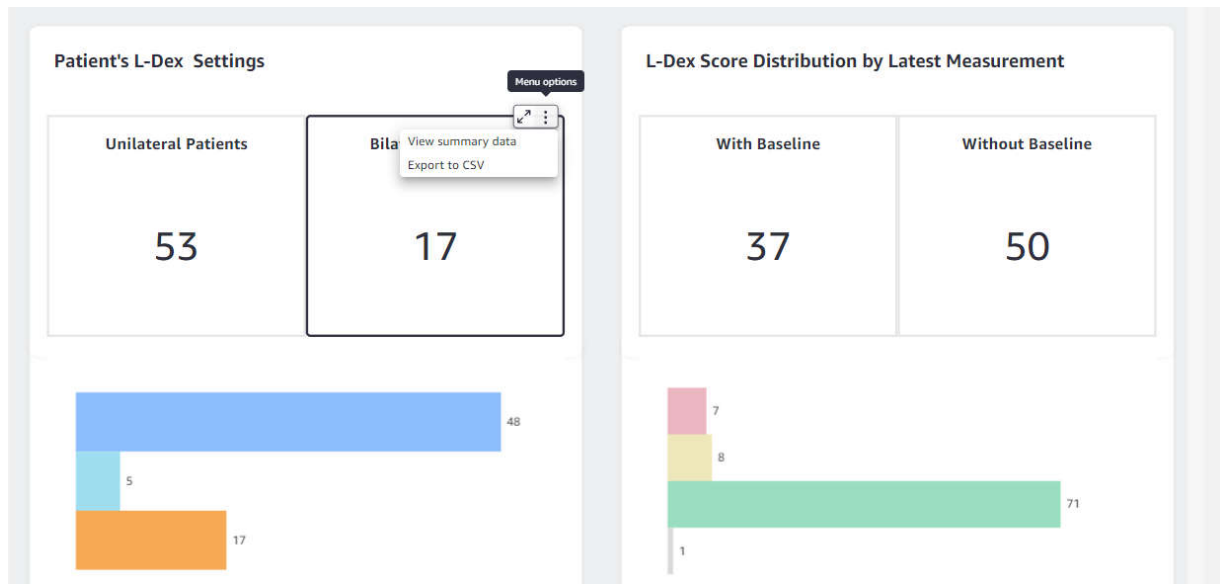 Patient's L-Dex Settings
Menu options
Unilateral Patients
Bila
View summary data
Export to CSV
53
17
48
5
17
L-Dex Score Distribution by Latest Measurement
With Baseline
Without Baseline
37
50
7
8
71
1